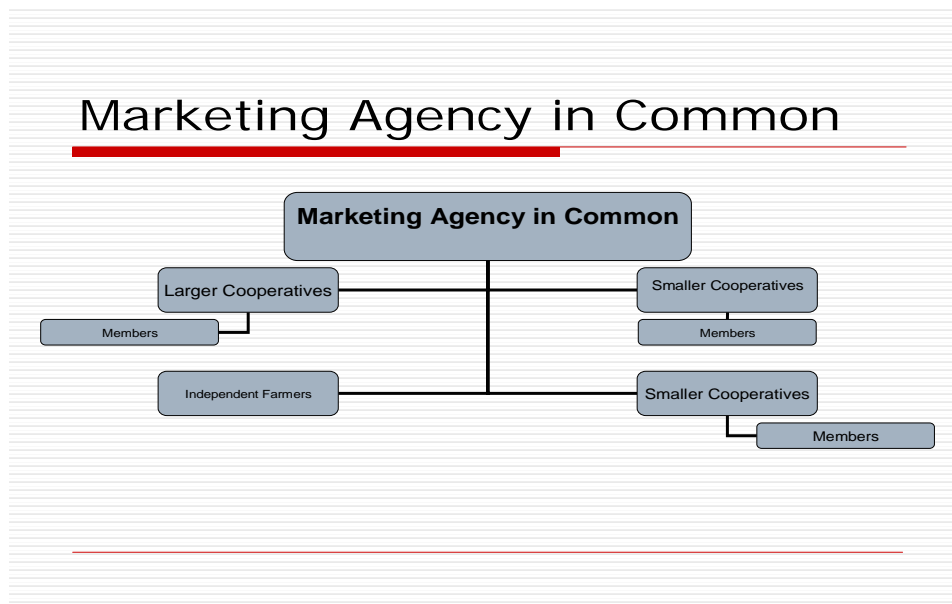 Marketing Agency in Common
Marketing Agency in Common
Larger Cooperatives
Smaller Cooperatives
Members
Members
Independent Farmers
Smaller Cooperatives
Members